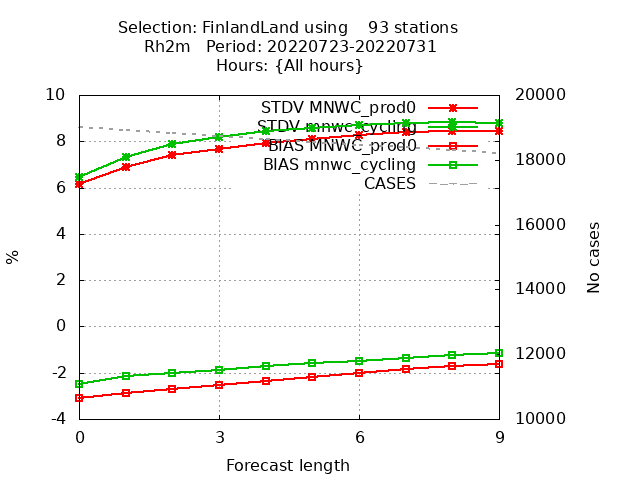 Selection: FinlandLand using 93 stations
Rh2m Period: 20220723-20220731
Hours: {All hours}
10
8
6
4
2
0
-2
-4
%
20000
18000
16000
14000
12000
10000
No cases
STDV MNWC_prod0
STDV mnwc_cycling
BIAS MNWC_prod0
BIAS mnwc_cycling
CASES
0 3 6 9
Forecast length